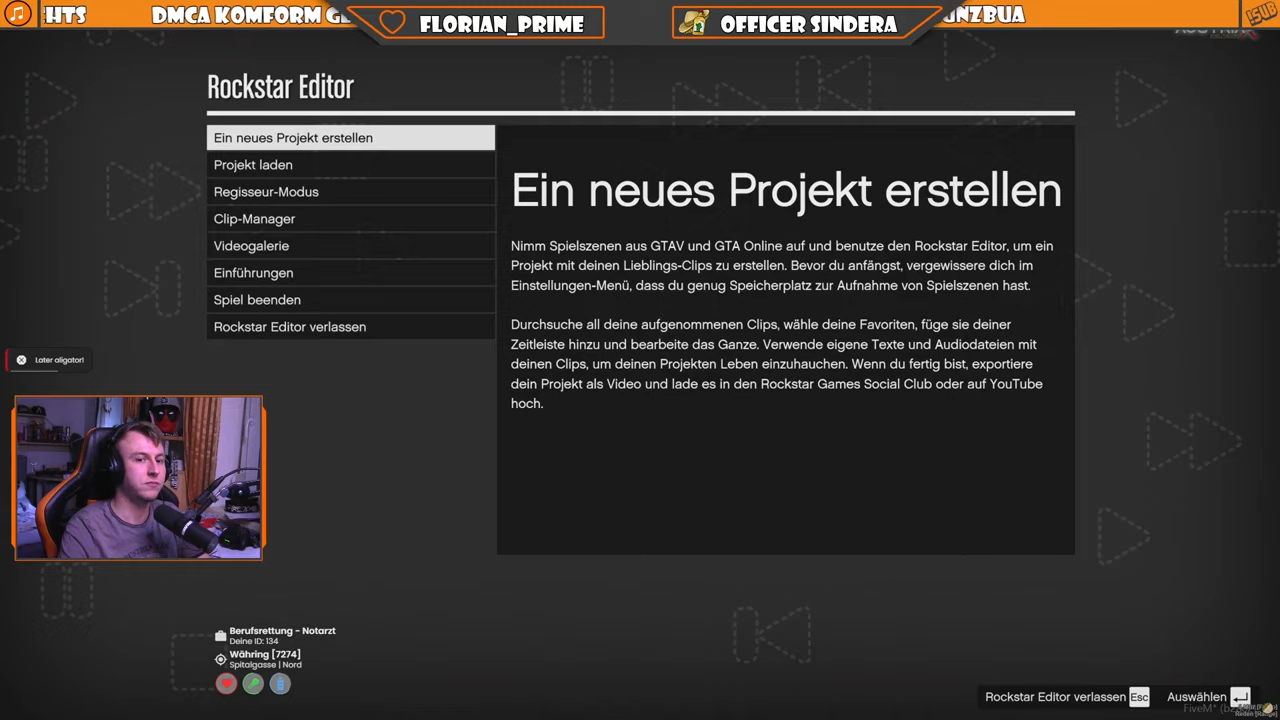 HTS
DMCA KOMFORM
FLORIAN_PRIME
OFFICER SINDERA
NZBUA
Rockstar Editor
Ein neues Projekt erstellen
Projekt laden
Regisseur-Modus
Clip-Manager
Videogalerie
Einführungen
Spiel beenden
Rockstar Editor verlassen
Ein neues Projekt erstellen
Nimm Spielszenen aus GTAV und GTA Online auf und benutze den Rockstar Editor, um ein
Projekt mit deinen Lieblings-Clips zu erstellen. Bevor du anfängst, vergewissere dich im
Einstellungen-Menü, dass du genug Speicherplatz zur Aufnahme von Spielszenen hast.
Durchsuche all deine aufgenommenen Clips, wähle deine Favoriten, füge sie deiner
Zeitleiste hinzu und bearbeite das Ganze. Verwende eigene Texte und Audiodateien mit
deinen Clips, um deinen Projekten Leben einzuhauchen. Wenn du fertig bist, exportiere
dein Projekt als Video und lade es in den Rockstar Games Social Club oder auf YouTube
hoch.
Later aligator!
Berufsrettung - Notarzt
Deine ID: 134
Währing [7274]
Spitalgasse | Nord
Rockstar Editor verlassen Esc Auswählen
FiveM*